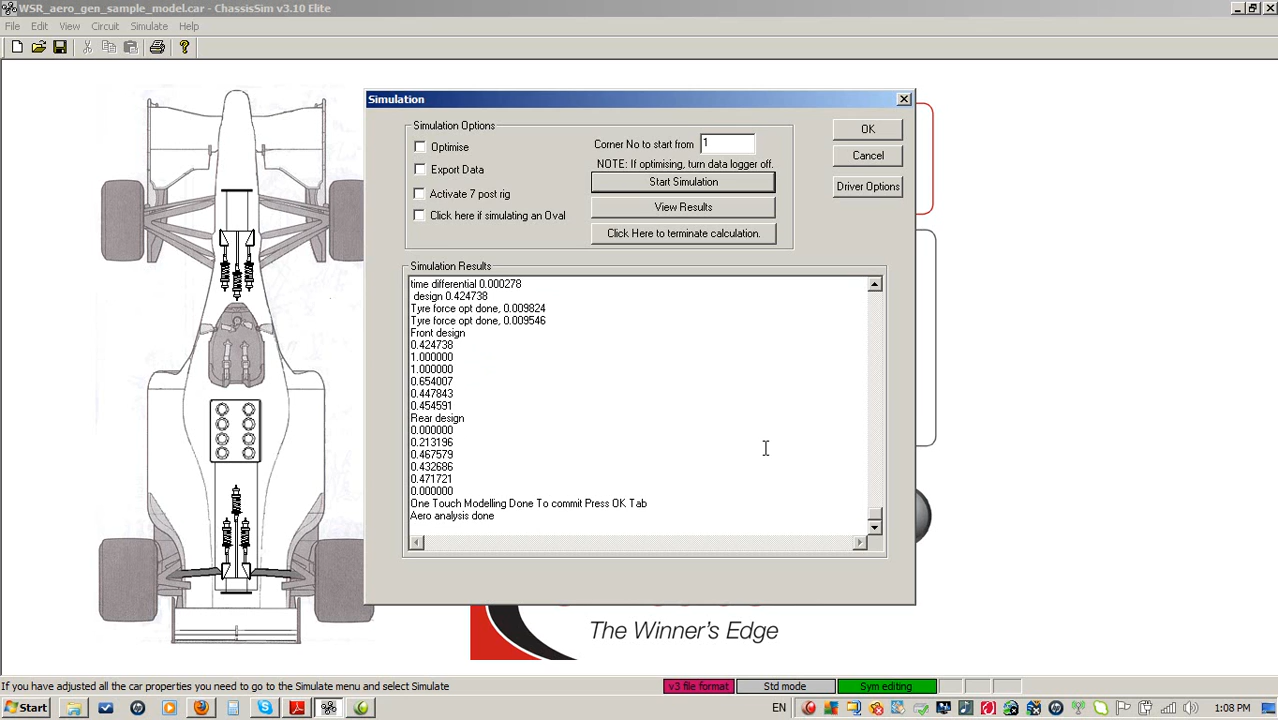 WSR_aero_gen_sample_model.car - ChassisSim v3.10 Elite
File Edit View Circuit Simulate Help
Simulation
Simulation Options
Optimise
Export Data
Activate 7 post rig
Click here if simulating an Oval
Corner No to start from 1
NOTE: If optimising, turn data logger off.
Start Simulation
View Results
Click Here to terminate calculation.
OK
Cancel
Driver Options
Simulation Results
time differential 0.000278
design 0.424738
Tyre force opt done, 0.009824
Tyre force opt done, 0.009546
Front design
0.424738
1.000000
1.000000
0.654007
0.447843
0.454591
Rear design
0.000000
0.213196
0.467579
0.432686
0.471721
0.000000
One Touch Modelling Done To commit Press OK Tab
Aero analysis done
The Winner's Edge
If you have adjusted all the car properties you need to go to the Simulate menu and select Simulate
v3 file format
Std mode
Sym editing
Start
EN
1:08 PM